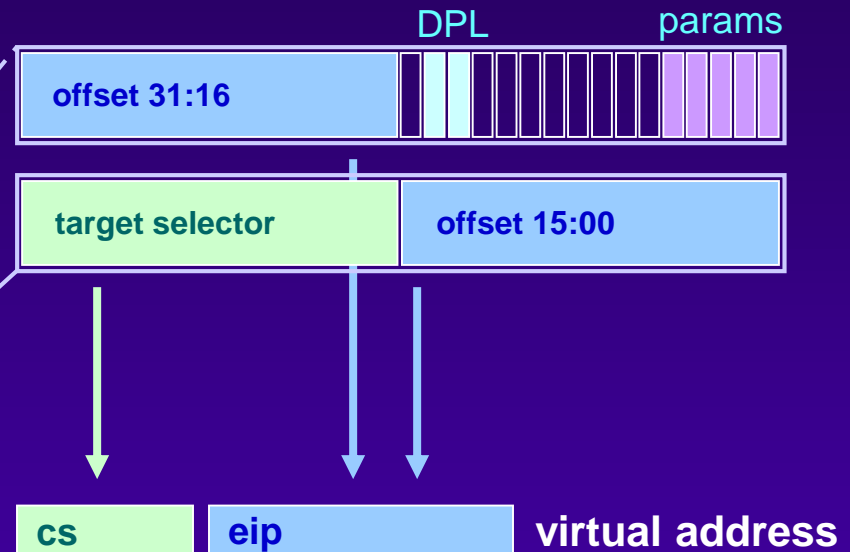 DPL params
offset 31:16
target selector offset 15:00
cs eip virtual address